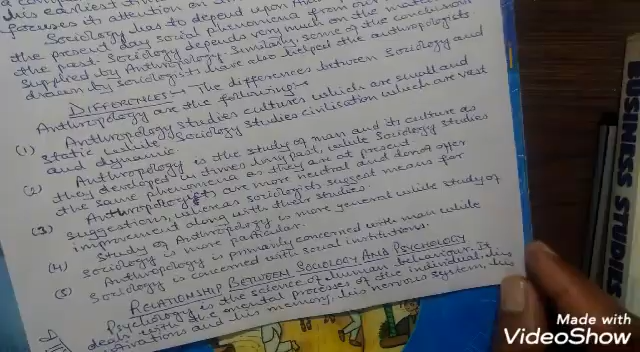 his earliest
focuses its attention on
Sociology has to depend upon
the present day social phenomena from our
the past. Sociology depends very much on the
supplied by Anthropology. Similarly, some of the conclusions
drawn by sociologists have also helped the anthropologists
DIFFERENCES:- The differences between Sociology and
Anthropology are the following:-
(1) Anthropology studies cultures which are small and
static while Sociology studies civilisation which are vast
and dynamic.
(2) Anthropology is the study of man and its culture as
they developed in times long past, while Sociology studies
the same phenomena as they are at present
(3) Anthropologists are more neutral and donot offer
suggestions, whereas sociologists suggest means for
improvement along with their studies.
(4) Study of Anthropology is more general while study of
Sociology is more particular.
(5) Anthropology is primarily concerned with man while
Sociology is concerned with social institutions.
RELATIONSHIP BETWEEN SOCIOLOGY AND PSYCHOLOGY
Psychology is the science of human behaviour. It
deals with the mental processes of the individual, his
motivations and his memory, his nervous system, his
BUSINESS STUDIES
Made with
VideoShow